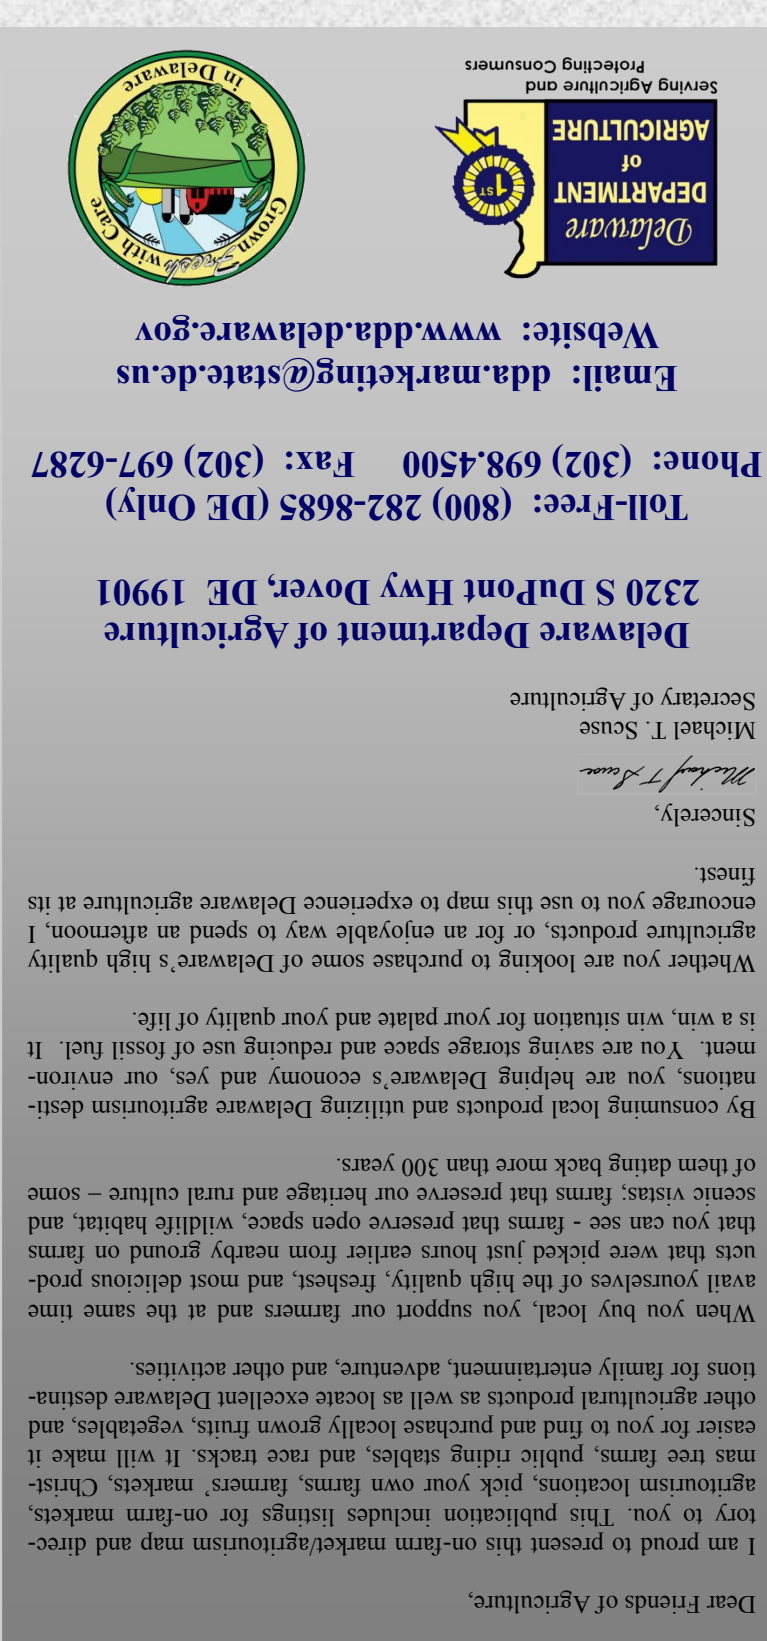 Dear Friends of Agriculture,
I am proud to present this on-farm market/agritourism map and direc-
tory to you. This publication includes listings for on-farm markets,
agritourism locations, pick your own farms, farmers’ markets, Christ-
mas tree farms, public riding stables, and race tracks. It will make it
easier for you to find and purchase locally grown fruits, vegetables, and
other agricultural products as well as locate excellent Delaware destina-
tions for family entertainment, adventure, and other activities.
When you buy local, you support our farmers and at the same time
avail yourselves of the high quality, freshest, and most delicious prod-
ucts that were picked just hours earlier from nearby ground on farms
that you can see - farms that preserve open space, wildlife habitat, and
scenic vistas; farms that preserve our heritage and rural culture – some
of them dating back more than 300 years.
By consuming local products and utilizing Delaware agritourism desti-
nations, you are helping Delaware’s economy and yes, our environ-
ment. You are saving storage space and reducing use of fossil fuel. It
is a win, win situation for your palate and your quality of life.
Whether you are looking to purchase some of Delaware’s high quality
agriculture products, or for an enjoyable way to spend an afternoon, I
encourage you to use this map to experience Delaware agriculture at its
finest.
Sincerely,
Michael T Scuse
Michael T. Scuse
Secretary of Agriculture
Delaware Department of Agriculture
2320 S DuPont Hwy Dover, DE 19901
Toll-Free: (800) 282-8685 (DE Only)
Phone: (302) 698.4500 Fax: (302) 697-6287
Email: dda.marketing@state.de.us
Website: www.dda.delaware.gov
Delaware
DEPARTMENT
of
AGRICULTURE
1ST
Serving Agriculture and
Protecting Consumers
Grown Fresh with Care
in Delaware